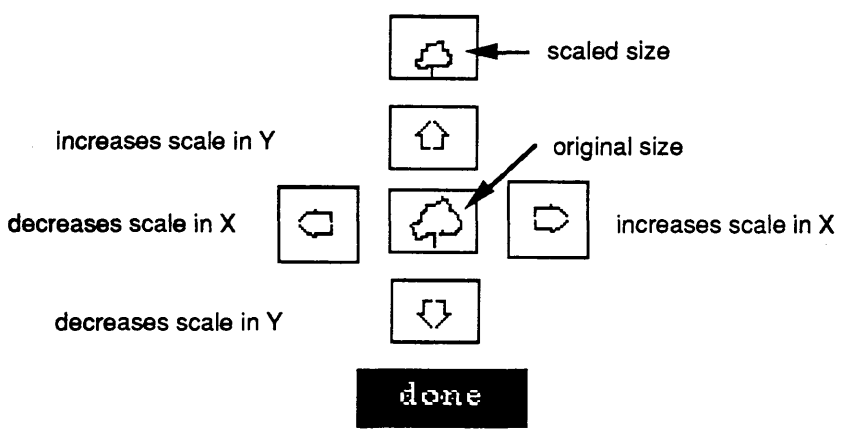 scaled size
increases scale in Y
original size
decreases scale in X
increases scale in X
decreases scale in Y
done